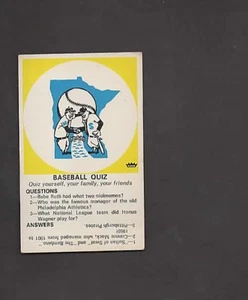 Fleer
BASEBALL QUIZ
Quiz yourself, your family, your friends
QUESTIONS
1—Babe Ruth had what two nicknames?
2—Who was the famous manager of the old
Philadelphia Athletics?
3—What National League team did Honus
Wagner play for?
ANSWERS
1—"Sultan of Swat" and "The Bambino"
2—Connie Mack who managed from 1901 to
1950!
3—Pittsburgh Pirates.